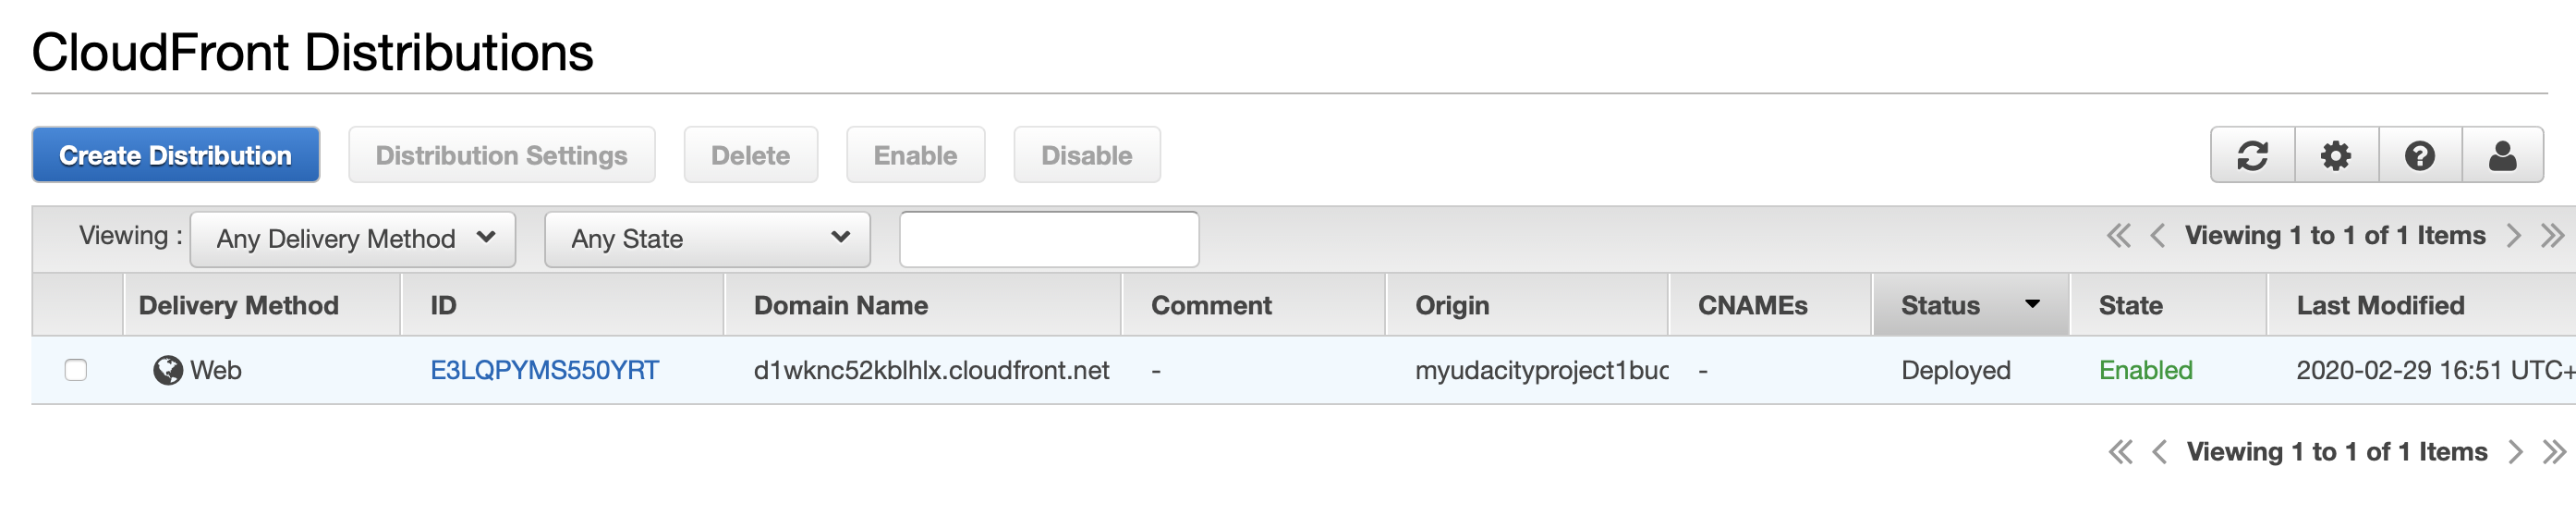 CloudFront Distributions
Create Distribution Distribution Settings Delete Enable Disable
Viewing : Any Delivery Method Any State Viewing 1 to 1 of 1 Items
Delivery Method ID Domain Name Comment Origin CNAMEs Status State Last Modified
Web E3LQPYMS550YRT d1wknc52kblhlx.cloudfront.net - myudacityproject1buc - Deployed Enabled 2020-02-29 16:51 UTC+
Viewing 1 to 1 of 1 Items